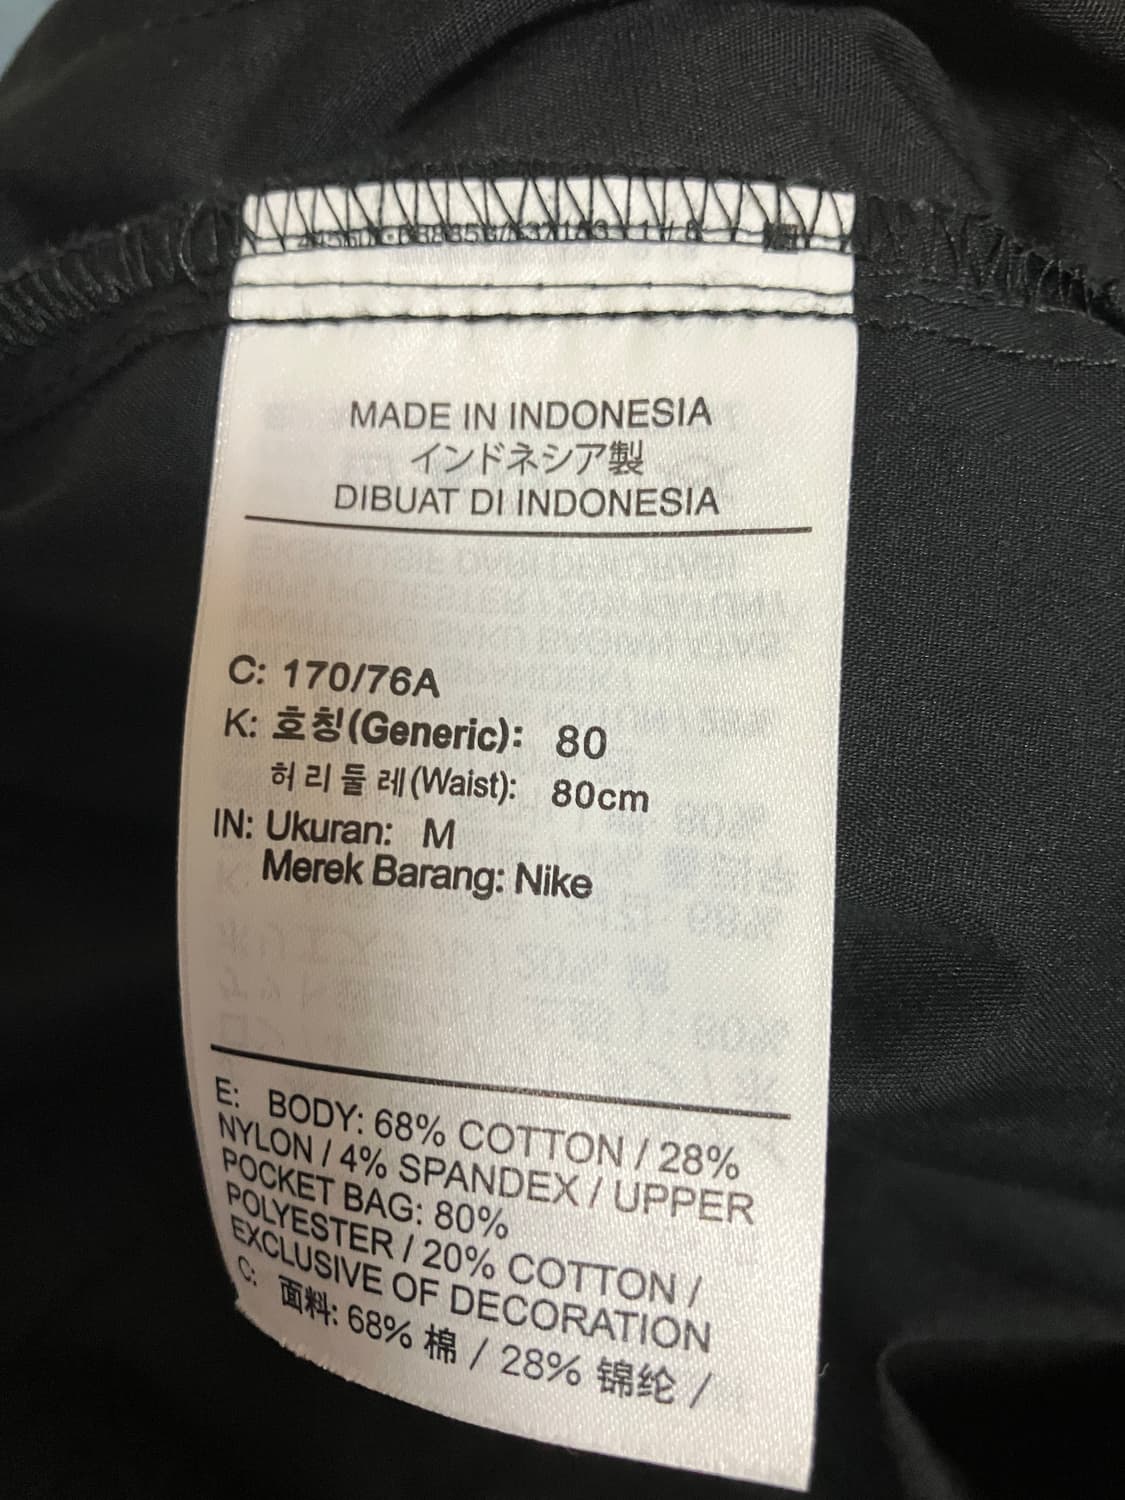 MADE IN INDONESIA
インドネシア製
DIBUAT DI INDONESIA
C: 170/76A
K: 호칭(Generic): 80
허리둘레(Waist): 80cm
IN: Ukuran: M
Merek Barang: Nike
E: BODY: 68% COTTON / 28%
NYLON / 4% SPANDEX / UPPER
POCKET BAG: 80%
POLYESTER / 20% COTTON /
EXCLUSIVE OF DECORATION
C: 面料: 68% 棉 / 28% 锦纶 /